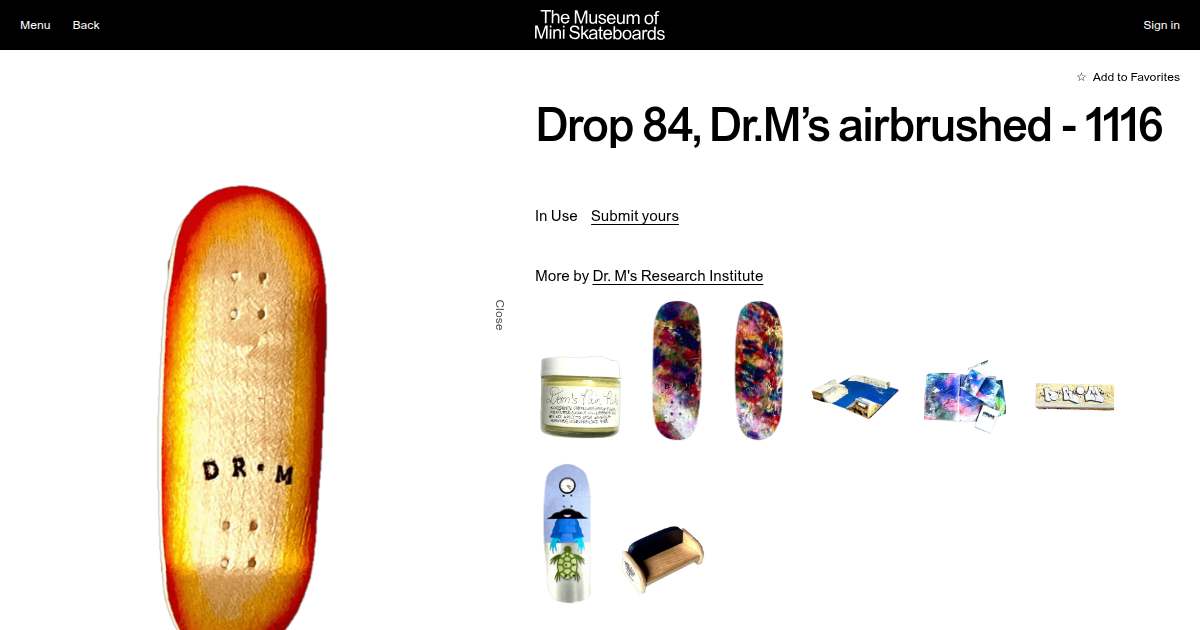 Menu
Back
The Museum of
Mini Skateboards
Sign in
☆ Add to Favorites
Drop 84, Dr.M’s airbrushed - 1116
In Use
Submit yours
Close
More by Dr. M's Research Institute
DR·M